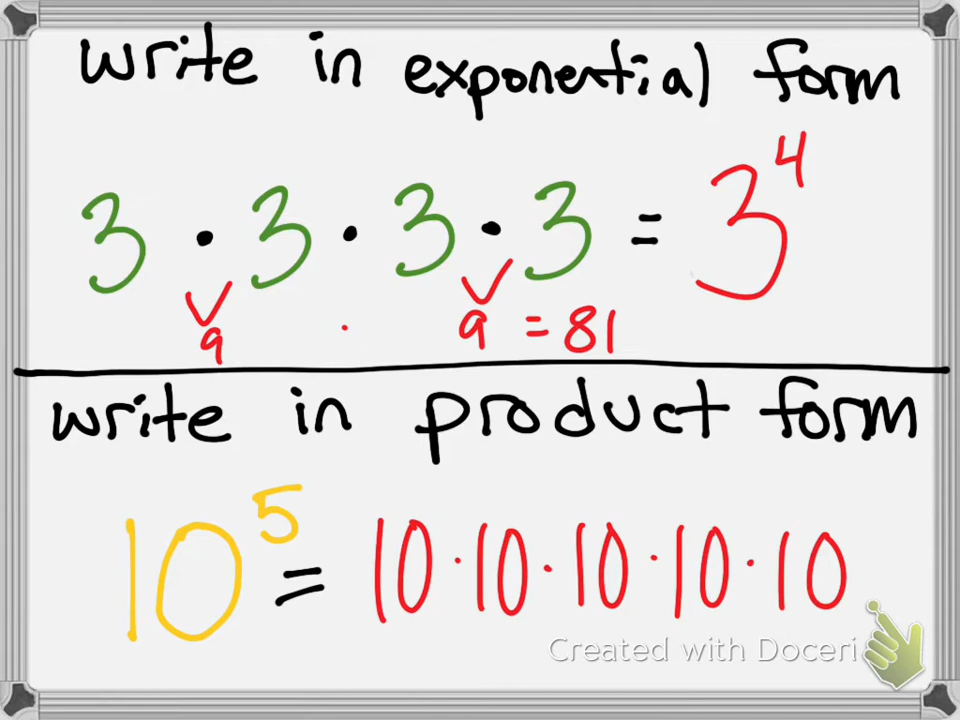 write in exponential form
3 · 3 · 3 · 3 = 3⁴
9 · 9 = 81
write in product form
10⁵ = 10 · 10 · 10 · 10 · 10
Created with Doceri